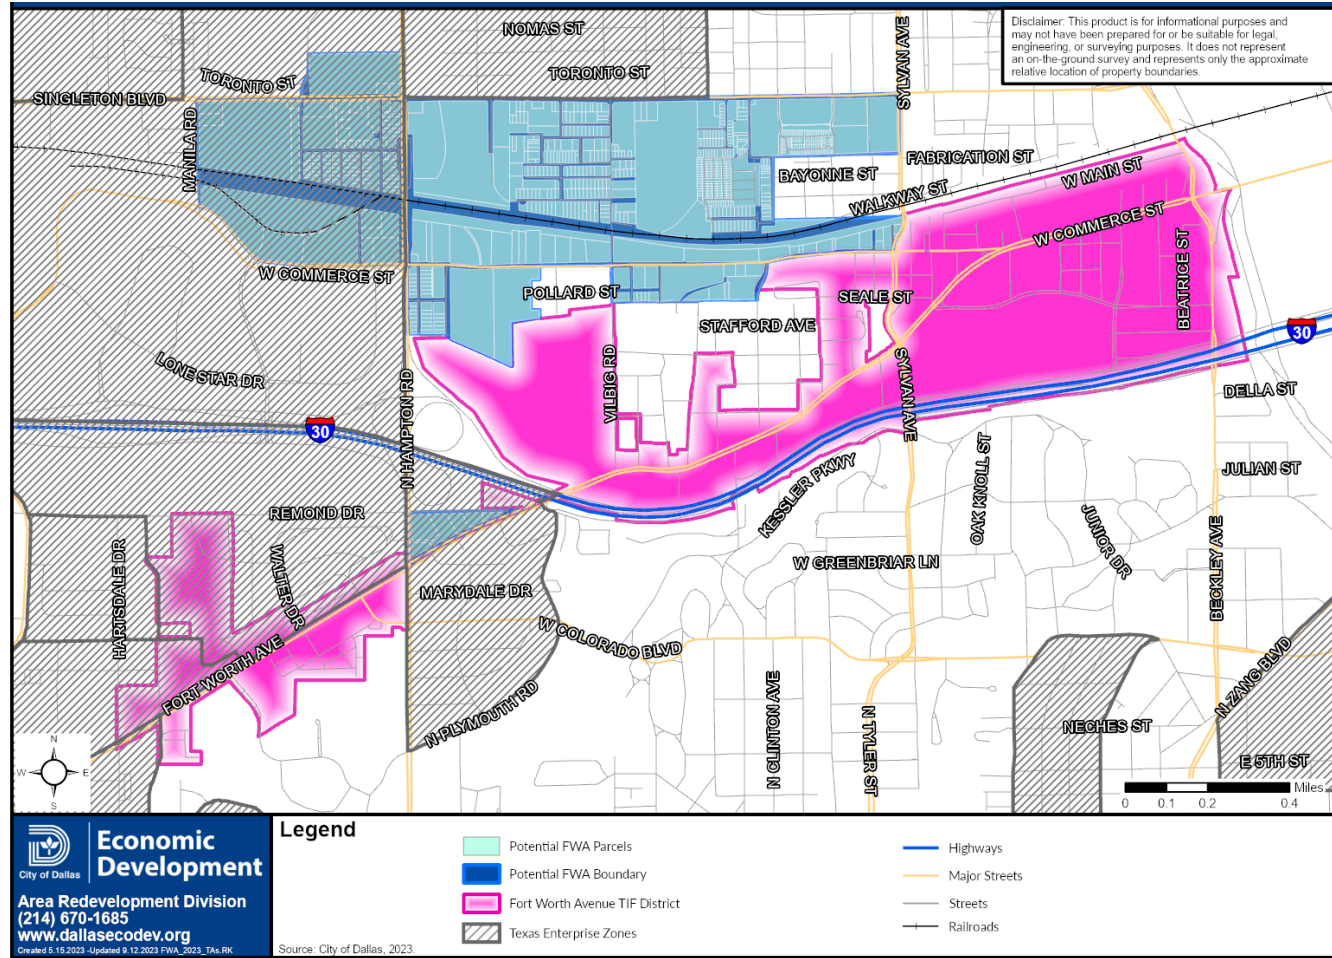 NOMAS ST
TORONTO ST
TORONTO ST
SINGLETON BLVD
MANILA RD
SYLVAN AVE
Disclaimer: This product is for informational purposes and
may not have been prepared for or be suitable for legal,
engineering, or surveying purposes. It does not represent
an on-the-ground survey and represents only the approximate
relative location of property boundaries.
FABRICATION ST
BAYONNE ST
W MAIN ST
WALKWAY ST
W COMMERCE ST
W COMMERCE ST
BEATRICE ST
POLLARD ST
SEALE ST
STAFFORD AVE
VILBIG RD
SYLVAN AVE
30
LONE STAR DR
N HAMPTON RD
DELLA ST
30
JULIAN ST
KESSLER PKWY
OAK KNOLL ST
JUNIOR DR
REMOND DR
HARTSDALE DR
WALTER DR
MARYDALE DR
W GREENBRIAR LN
BECKLEY AVE
W COLORADO BLVD
FORT WORTH AVE
N PLYMOUTH RD
N CLINTON AVE
N TYLER ST
NECHES ST
N ZANG BLVD
E 5TH ST
N
W
E
S
Miles
0
0.1
0.2
0.4
City of Dallas
Economic
Development
Area Redevelopment Division
(214) 670-1685
www.dallasecodev.org
Created 5.15.2023 -Updated 9.12.2023 FWA_2023_TAs.RK
Legend
Potential FWA Parcels
Potential FWA Boundary
Fort Worth Avenue TIF District
Texas Enterprise Zones
Highways
Major Streets
Streets
Railroads
Source: City of Dallas, 2023.